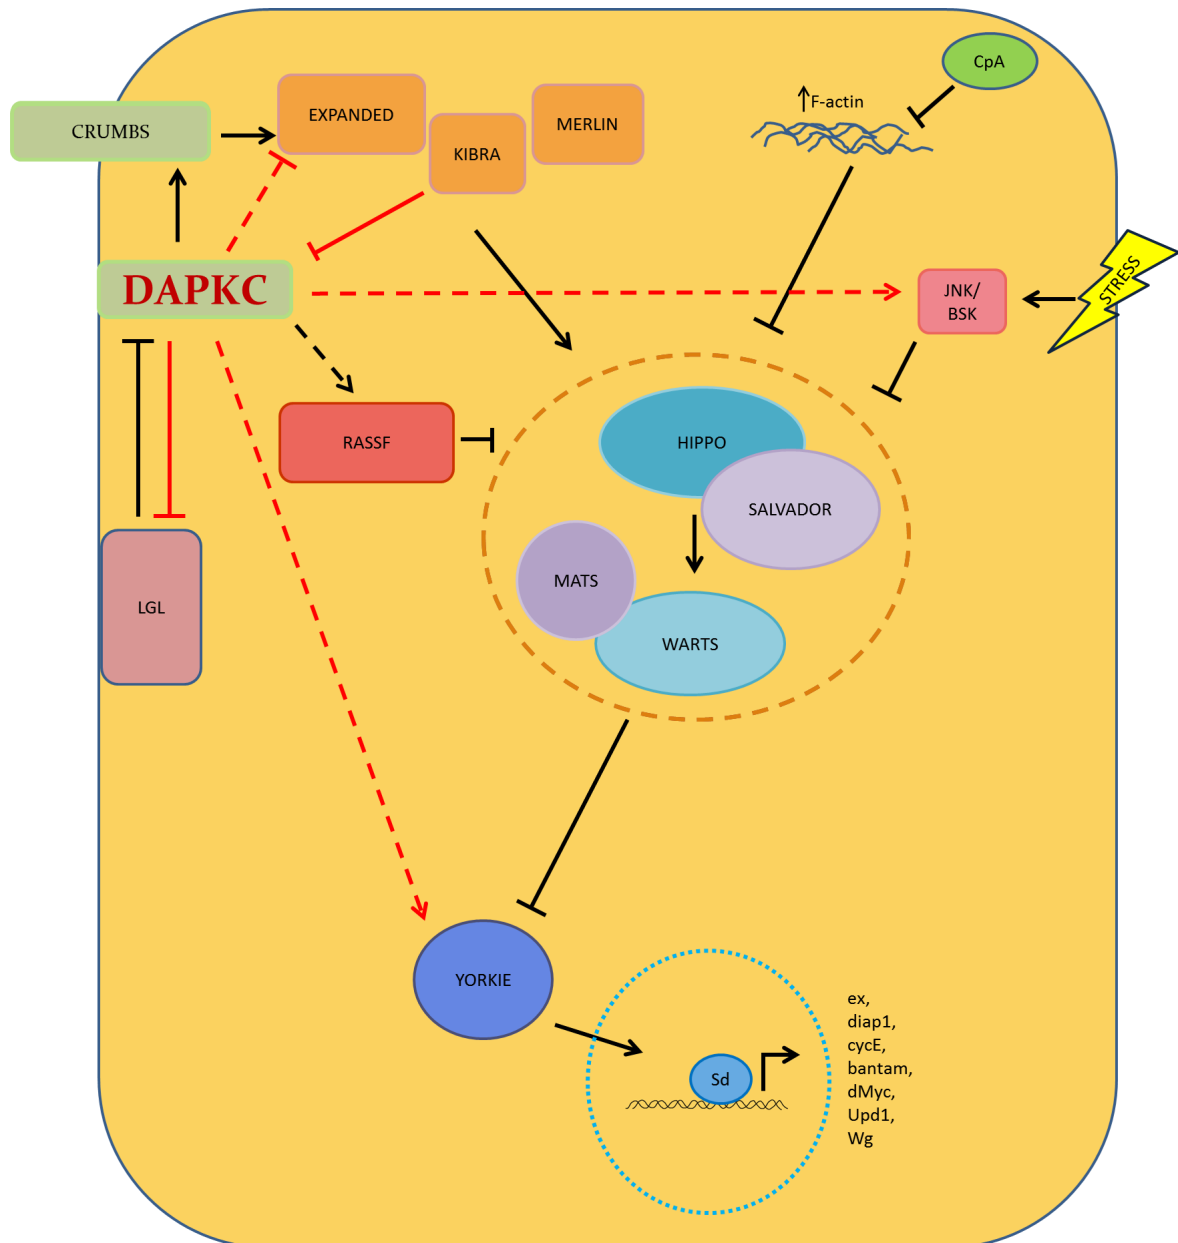 CpA
F-actin
EXPANDED
MERLIN
CRUMBS
KIBRA
STRESS
DAPKC
JNK/
BSK
RASSF
HIPPO
SALVADOR
MATS
LGL
WARTS
YORKIE
Sd
ex,
diap1,
cycE,
bantam,
dMyc,
Upd1,
Wg